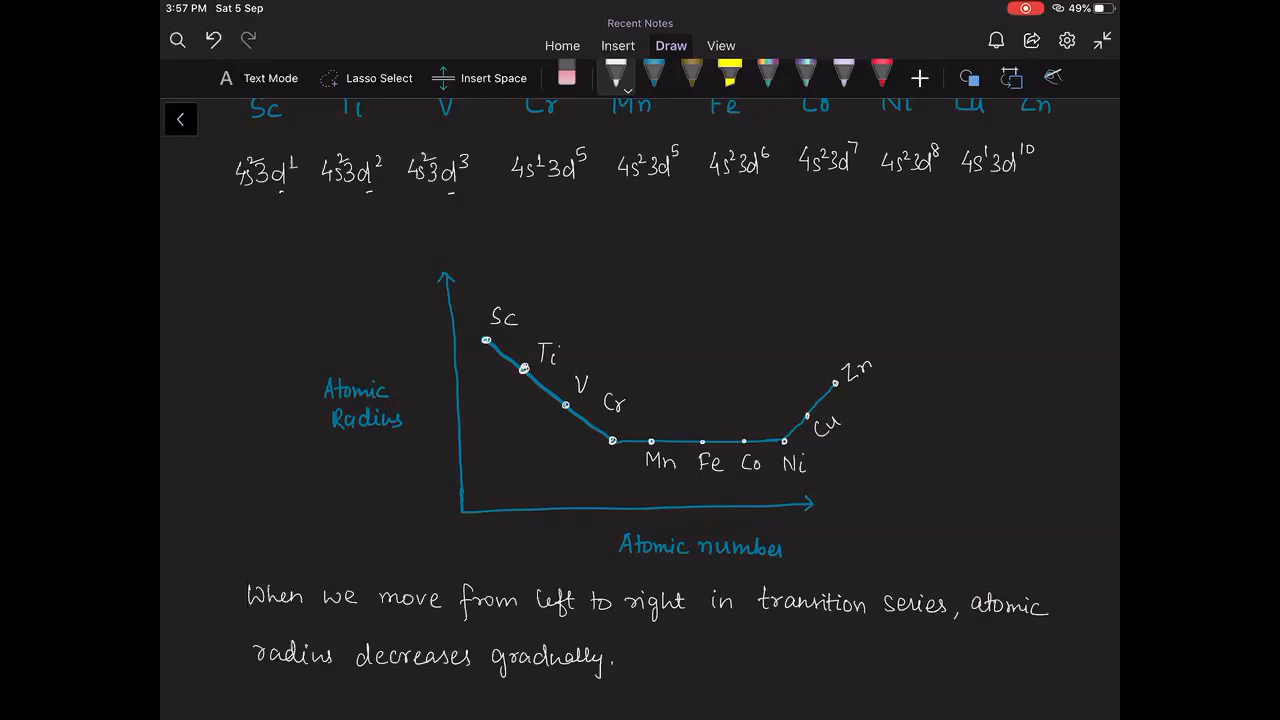 3:57 PM Sat 5 Sep
49%
Recent Notes
Home Insert Draw View
Text Mode Lasso Select Insert Space
Sc Ti V Cr Mn Fe Co Ni Cu Zn
4s²3d¹ 4s²3d² 4s²3d³ 4s¹3d⁵ 4s²3d⁵ 4s²3d⁶ 4s²3d⁷ 4s²3d⁸ 4s¹3d¹⁰
Sc
Ti
V
Cr
Zn
Cu
Mn Fe Co Ni
Atomic
Radius
Atomic number
When we move from left to right in transition series, atomic
radius decreases gradually.